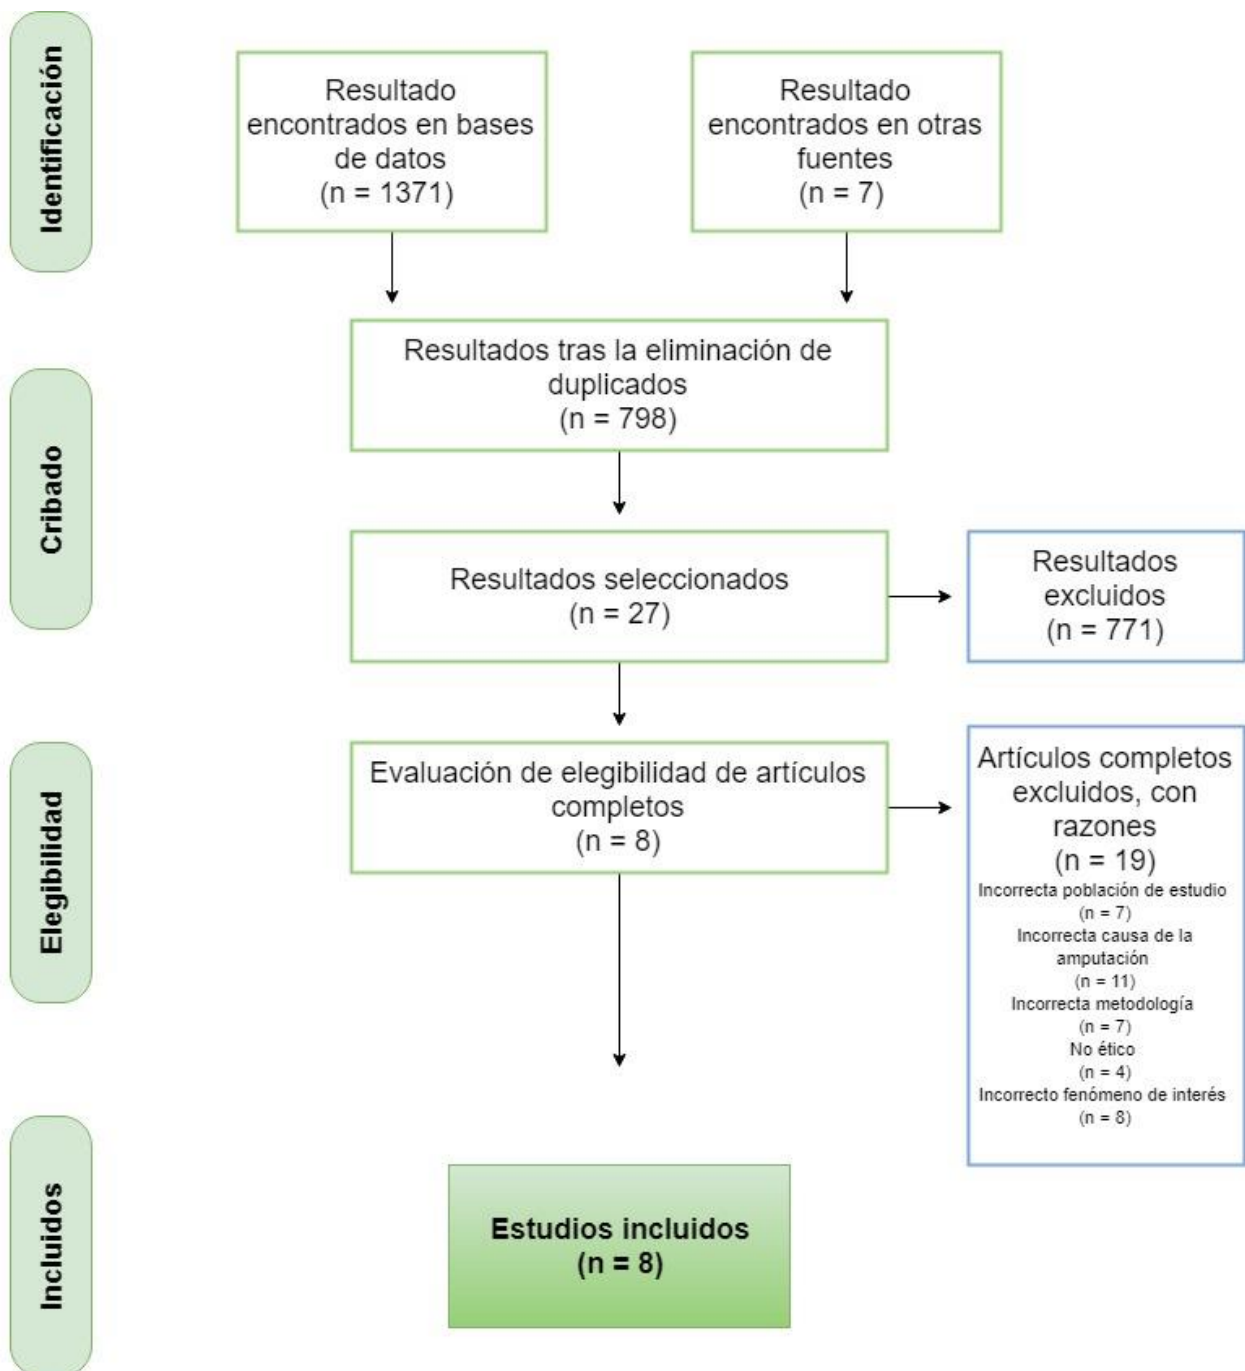 Identificación
Resultado
encontrados en bases
de datos
(n = 1371)
Resultado
encontrados en otras
fuentes
(n = 7)
Cribado
Resultados tras la eliminación de
duplicados
(n = 798)
Resultados seleccionados
(n = 27)
Resultados
excluidos
(n = 771)
Elegibilidad
Evaluación de elegibilidad de artículos
completos
(n = 8)
Artículos completos
excluidos, con
razones
(n = 19)
Incorrecta población de estudio
(n = 7)
Incorrecta causa de la
amputación
(n = 11)
Incorrecta metodología
(n = 7)
No ético
(n = 4)
Incorrecto fenómeno de interés
(n = 8)
Incluidos
Estudios incluidos
(n = 8)